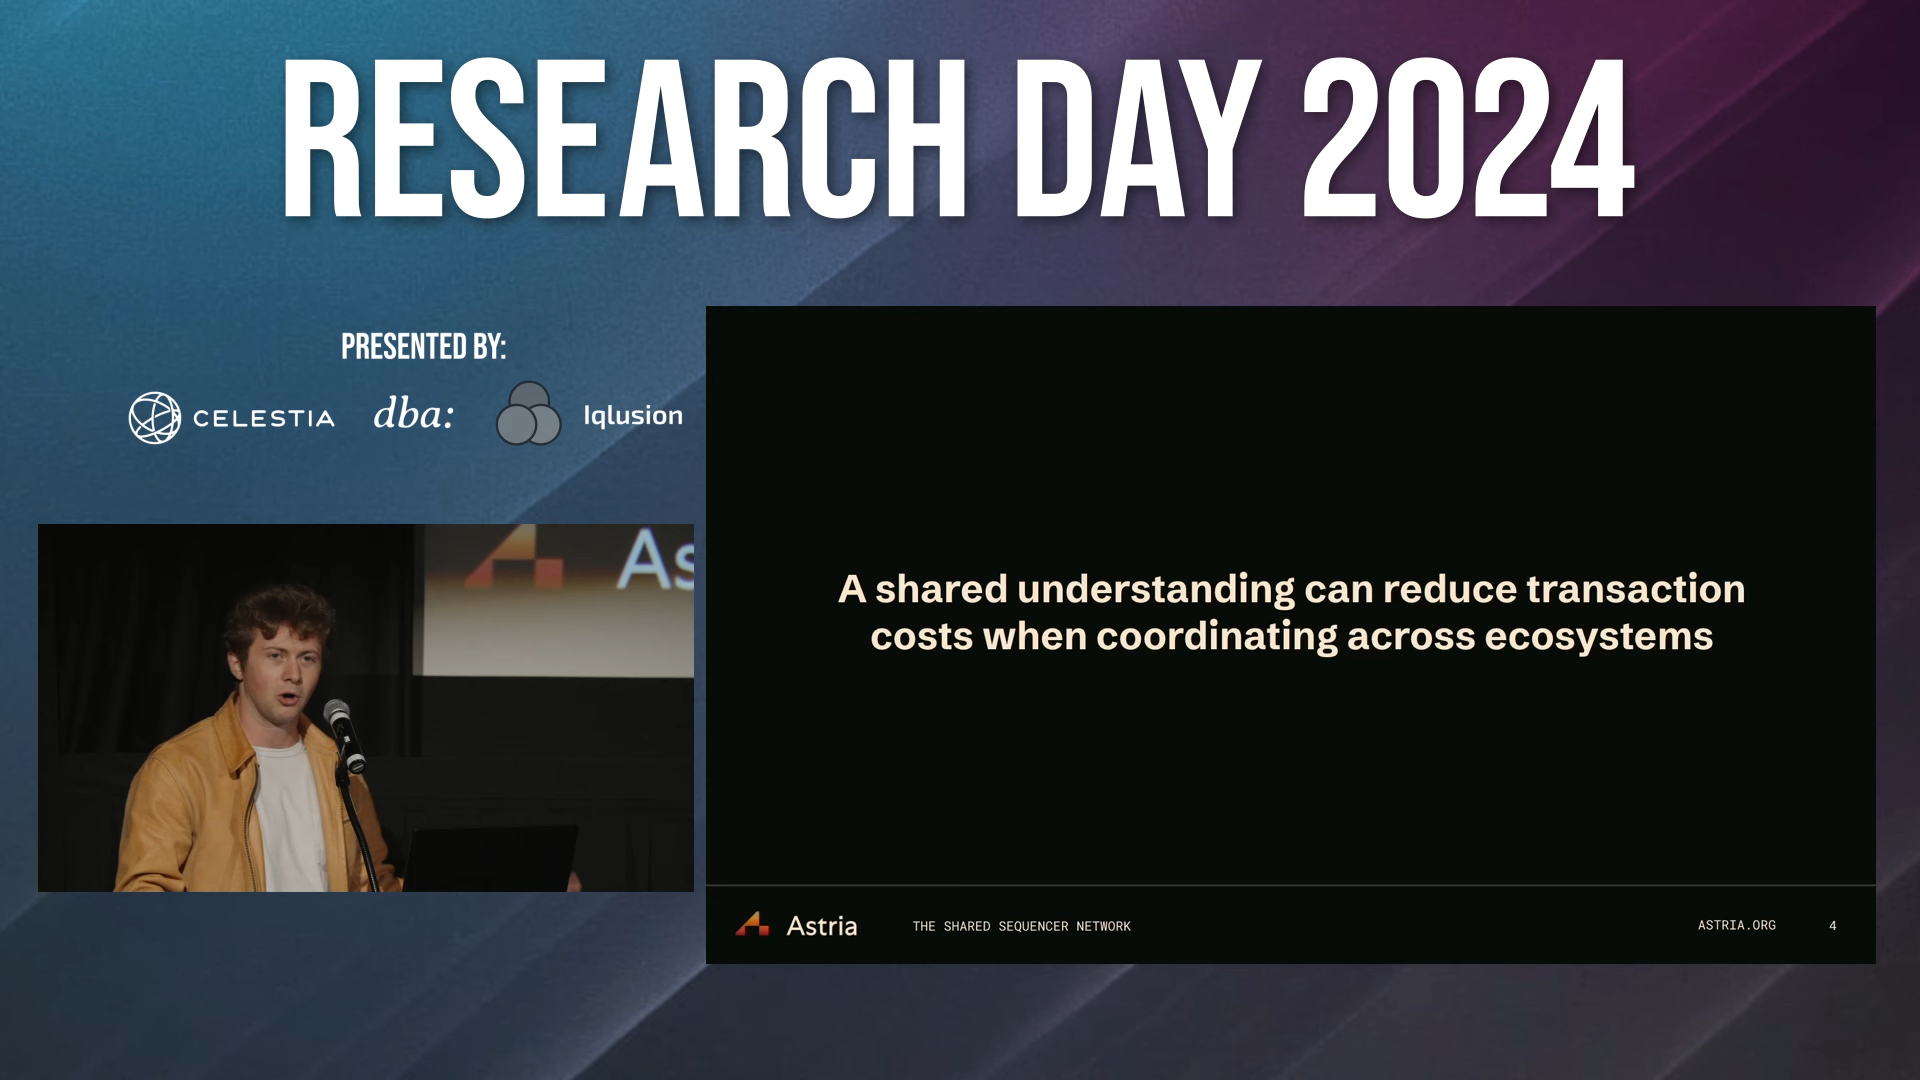 RESEARCH DAY 2024
PRESENTED BY:
CELESTIA
dba:
Iqlusion
As
A shared understanding can reduce transaction
costs when coordinating across ecosystems
Astria
THE SHARED SEQUENCER NETWORK
ASTRIA.ORG
4